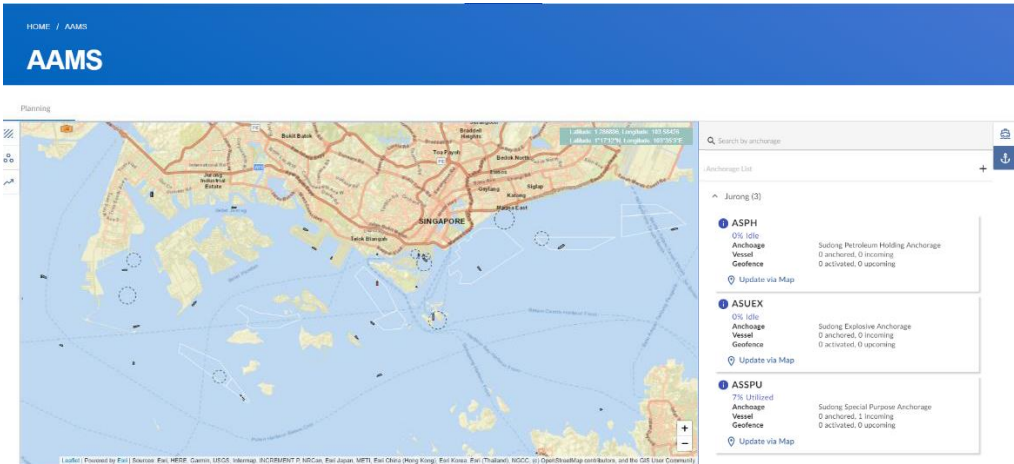 HOME / AAMS
AAMS
Planning
Braddell
Heights
Bukit Batok
Toa Payoh
Bedok North
Jurong
Industrial
Estate
Geylang
Siglap
Katong
Marine East
SINGAPORE
Telok Blangah
+
−
Leaflet | Powered by Esri | Sources: Esri, HERE, Garmin, USGS, Intermap, INCREMENT P, NRCan, Esri Japan, METI, Esri China (Hong Kong), Esri Korea, Esri (Thailand), NGCC, (c) OpenStreetMap contributors, and the GIS User Community
Search by anchorage
Anchorage List
+
Jurong (3)
ASPH
0% Idle
Anchoage Sudong Petroleum Holding Anchorage
Vessel 0 anchored, 0 incoming
Geofence 0 activated, 0 upcoming
Update via Map
ASUEX
0% Idle
Anchoage Sudong Explosive Anchorage
Vessel 0 anchored, 0 incoming
Geofence 0 activated, 0 upcoming
Update via Map
ASSPU
7% Utilized
Anchoage Sudong Special Purpose Anchorage
Vessel 0 anchored, 1 incoming
Geofence 0 activated, 0 upcoming
Update via Map